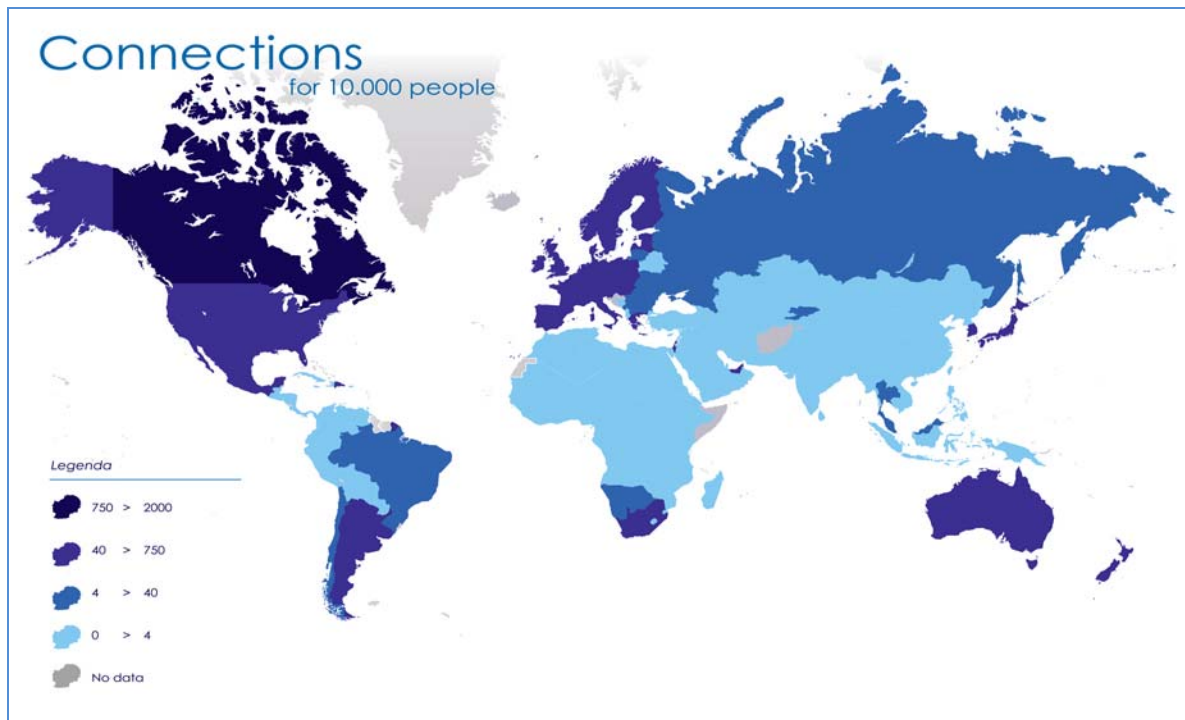 Connections
for 10.000 people
Legenda
750 > 2000
40 > 750
4 > 40
0 > 4
No data